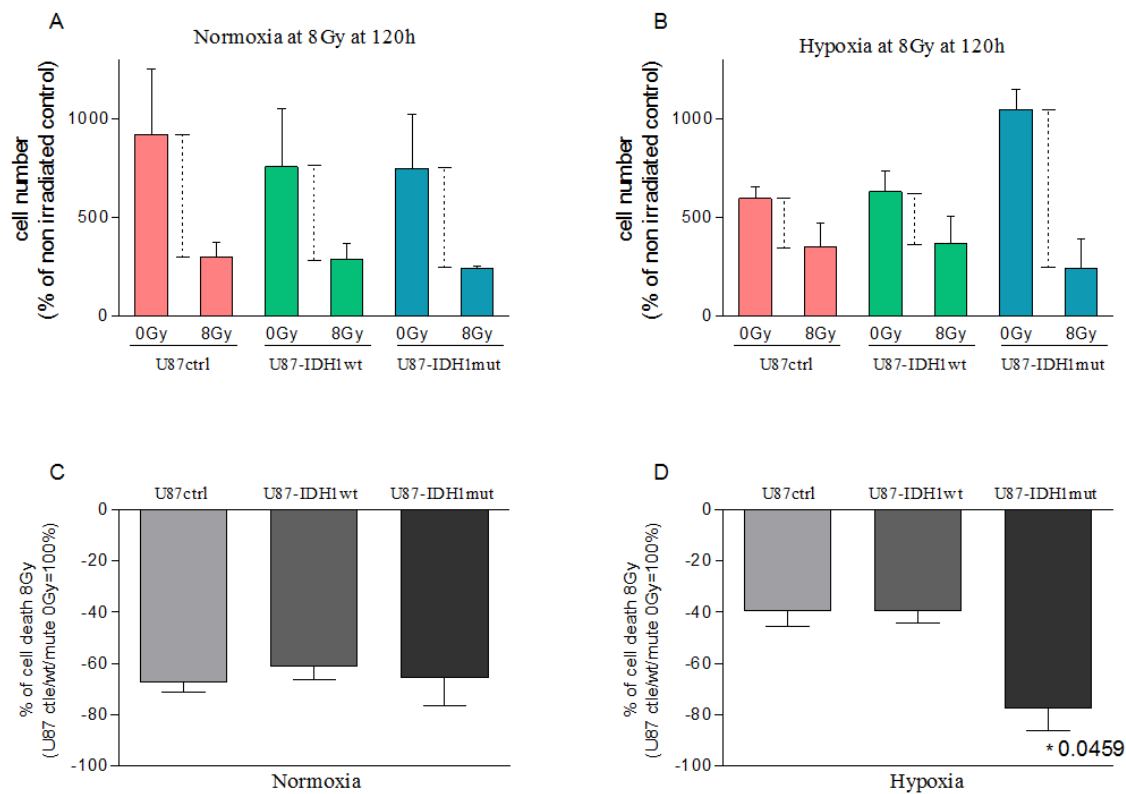 A
Normoxia at 8Gy at 120h
cell number
(% of non irradiated control)
1000
500
0
0Gy 8Gy 0Gy 8Gy 0Gy 8Gy
U87ctrl U87-IDH1wt U87-IDH1mut
B
Hypoxia at 8Gy at 120h
cell number
(% of non irradiated control)
1000
500
0
0Gy 8Gy 0Gy 8Gy 0Gy 8Gy
U87ctrl U87-IDH1wt U87-IDH1mut
C
U87ctrl U87-IDH1wt U87-IDH1mut
% of cell death 8Gy
(U87 ctle/wt/mute 0Gy=100%)
0
-20
-40
-60
-80
-100
Normoxia
D
U87ctrl U87-IDH1wt U87-IDH1mut
% of cell death 8Gy
(U87 ctle/wt/mute 0Gy=100%)
0
-20
-40
-60
-80
-100
* 0.0459
Hypoxia